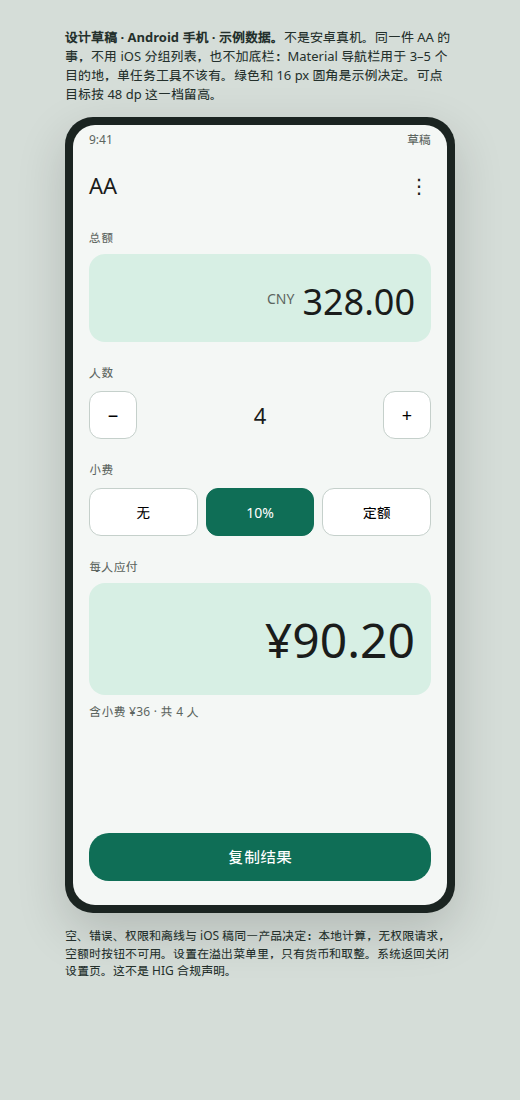 设计草稿 · Android 手机 · 示例数据。不是安卓真机。同一件 AA 的
事，不用 iOS 分组列表，也不加底栏：Material 导航栏用于 3–5 个
目的地，单任务工具不该有。绿色和 16 px 圆角是示例决定。可点
目标按 48 dp 这一档留高。
9:41 草稿
AA ⋮
总额
CNY 328.00
人数
− 4 +
小费
无 10% 定额
每人应付
¥90.20
含小费 ¥36 · 共 4 人
复制结果
空、错误、权限和离线与 iOS 稿同一产品决定：本地计算，无权限请求，
空额时按钮不可用。设置在溢出菜单里，只有货币和取整。系统返回关闭
设置页。这不是 HIG 合规声明。